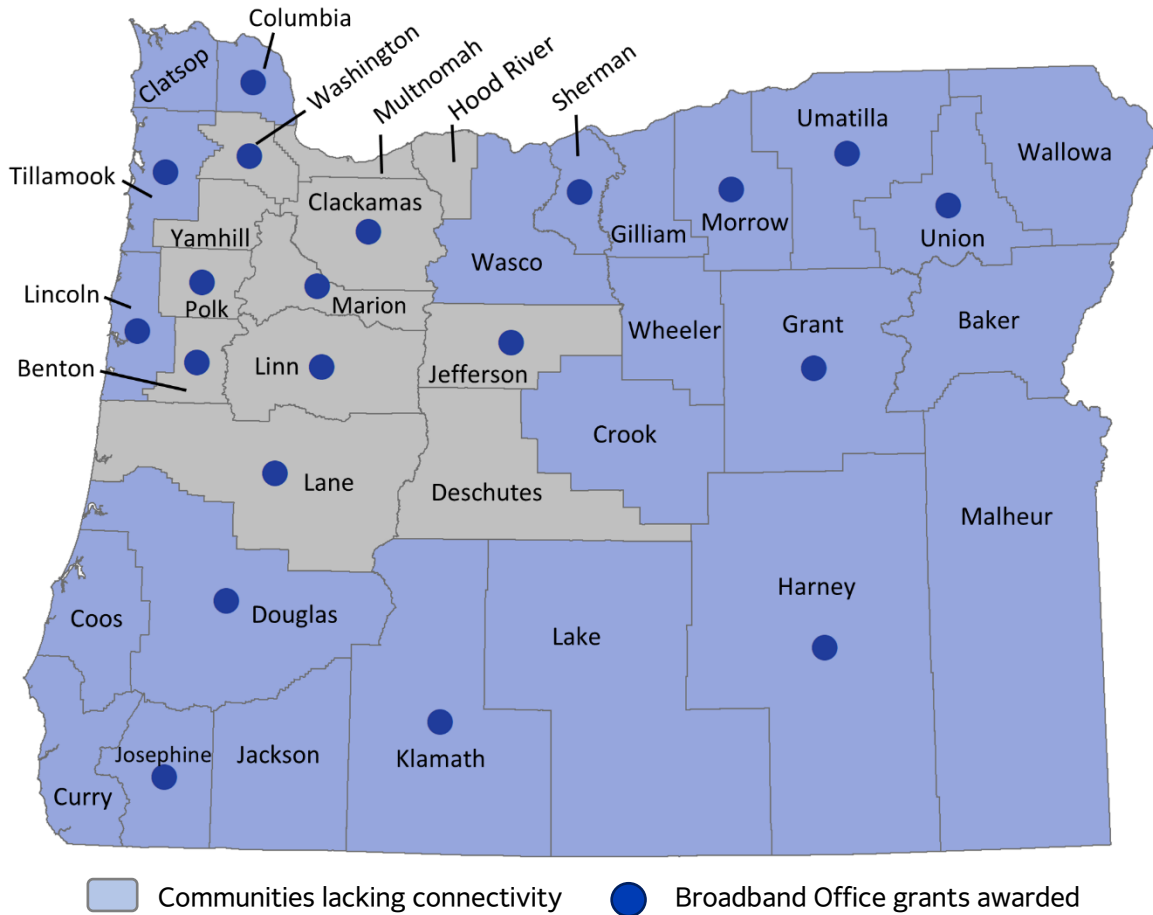 Columbia
Clatsop
Washington
Multnomah
Hood River
Sherman
Umatilla
Wallowa
Tillamook
Clackamas
Yamhill
Gilliam
Morrow
Union
Wasco
Lincoln
Polk
Marion
Wheeler
Grant
Baker
Benton
Linn
Jefferson
Crook
Lane
Deschutes
Malheur
Harney
Coos
Douglas
Lake
Josephine
Jackson
Klamath
Curry
Communities lacking connectivity
Broadband Office grants awarded